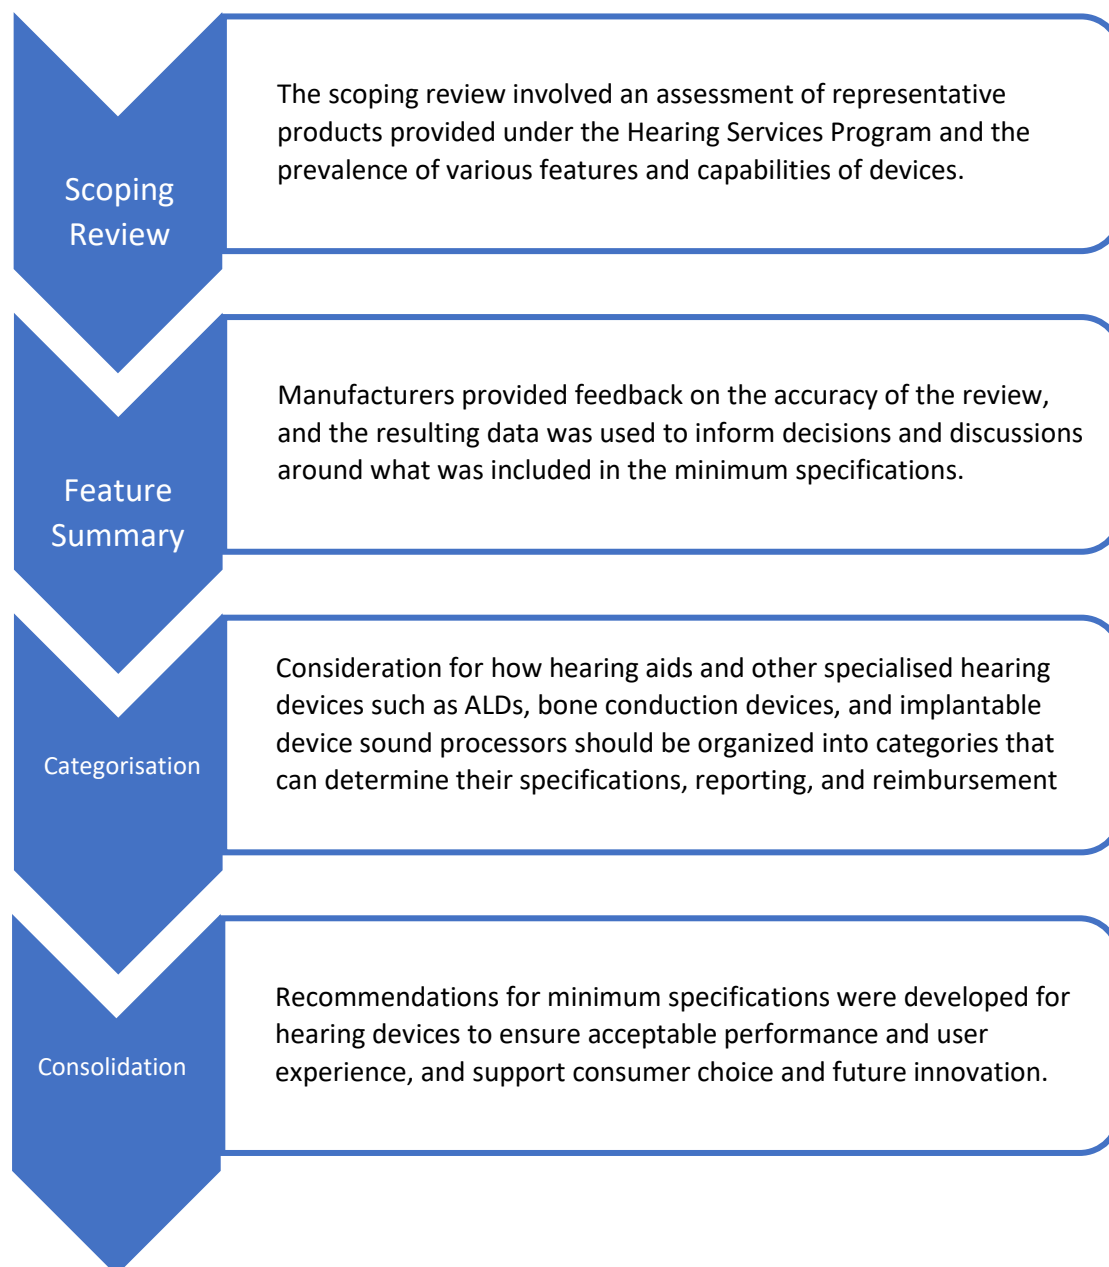 Scoping
Review
The scoping review involved an assessment of representative
products provided under the Hearing Services Program and the
prevalence of various features and capabilities of devices.
Feature
Summary
Manufacturers provided feedback on the accuracy of the review,
and the resulting data was used to inform decisions and discussions
around what was included in the minimum specifications.
Categorisation
Consideration for how hearing aids and other specialised hearing
devices such as ALDs, bone conduction devices, and implantable
device sound processors should be organized into categories that
can determine their specifications, reporting, and reimbursement
Consolidation
Recommendations for minimum specifications were developed for
hearing devices to ensure acceptable performance and user
experience, and support consumer choice and future innovation.